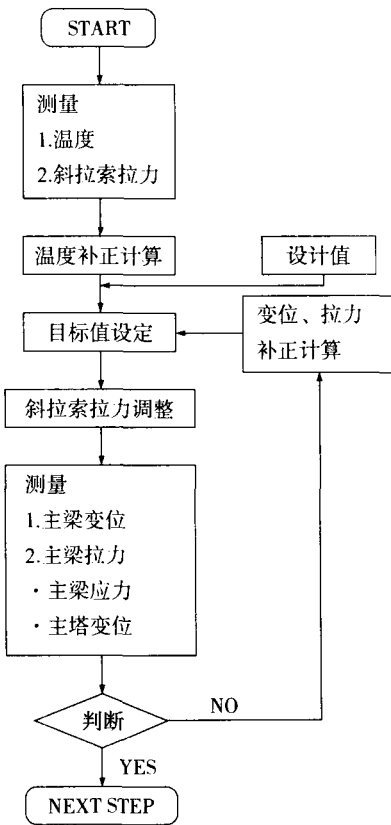 START
测量
1.温度
2.斜拉索拉力
温度补正计算
设计值
目标值设定
变位、拉力
补正计算
斜拉索拉力调整
测量
1.主梁变位
2.主梁拉力
·主梁应力
·主塔变位
判断
NO
YES
NEXT STEP